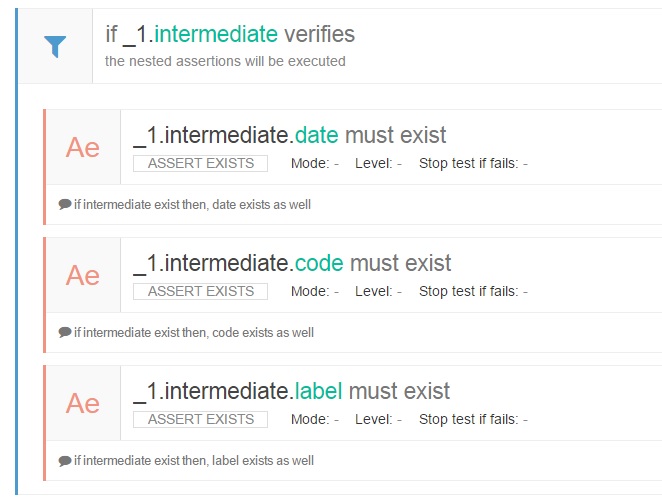 if _1.intermediate verifies
the nested assertions will be executed
Ae
_1.intermediate.date must exist
ASSERT EXISTS Mode: - Level: - Stop test if fails: -
if intermediate exist then, date exists as well
Ae
_1.intermediate.code must exist
ASSERT EXISTS Mode: - Level: - Stop test if fails: -
if intermediate exist then, code exists as well
Ae
_1.intermediate.label must exist
ASSERT EXISTS Mode: - Level: - Stop test if fails: -
if intermediate exist then, label exists as well